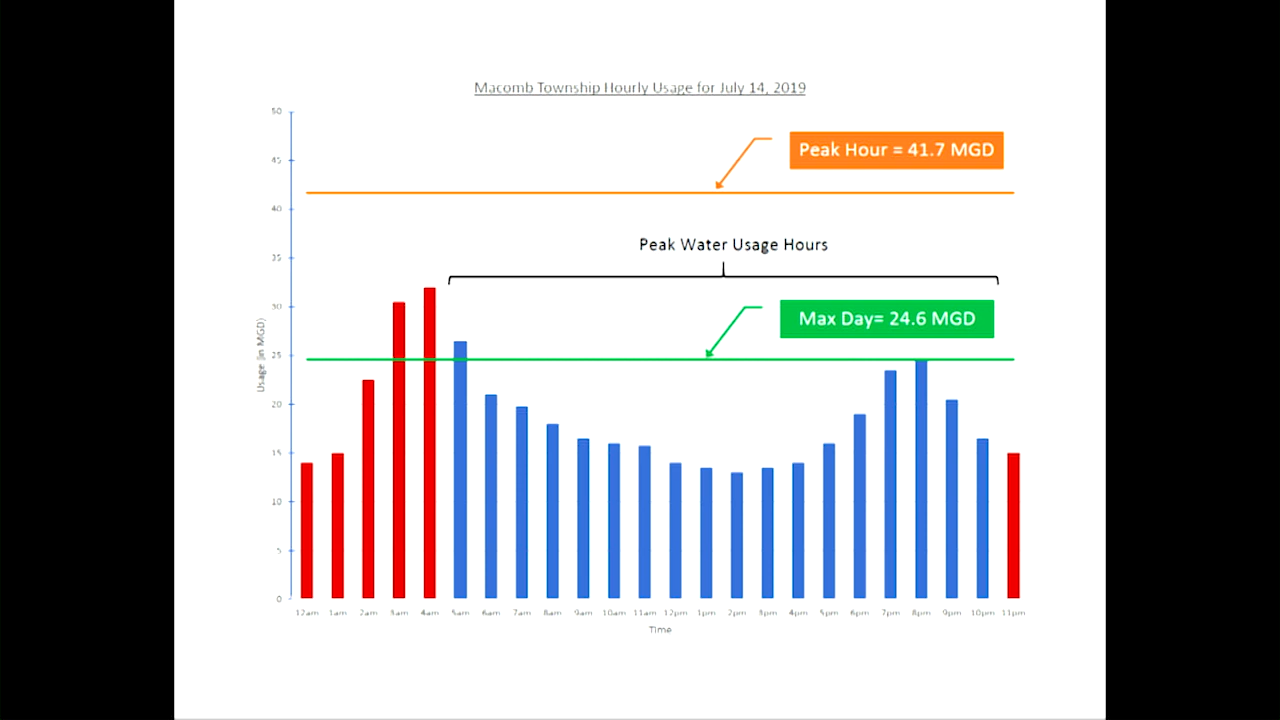 Macomb Township Hourly Usage for July 14, 2019
50
45
40
35
30
25
20
15
10
5
0
Usage (in MGD)
Peak Hour = 41.7 MGD
Peak Water Usage Hours
Max Day= 24.6 MGD
12am 1am 2am 3am 4am 5am 6am 7am 8am 9am 10am 11am 12pm 1pm 2pm 3pm 4pm 5pm 6pm 7pm 8pm 9pm 10pm 11pm
Time